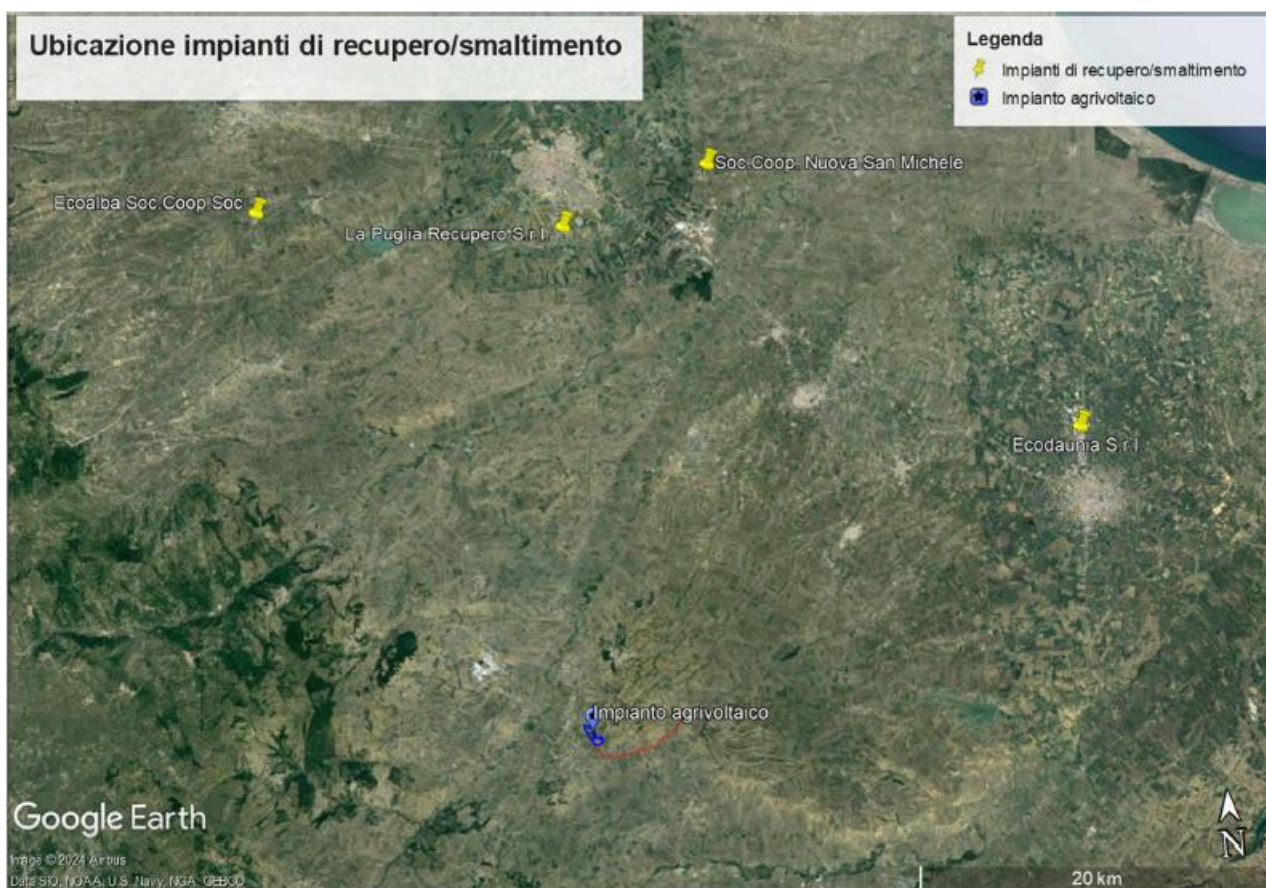 Ubicazione impianti di recupero/smaltimento
Legenda
Impianti di recupero/smaltimento
Impianto agrivoltaico
Soc.Coop. Nuova San Michele
Ecoalba Soc.Coop Soc
La Puglia Recupero S.r.l.
Ecodaunia S.r.l
Impianto agrivoltaico
Google Earth
N
Image © 2024 Airbus
Data SIO, NOAA, U.S. Navy, NGA, GEBCO
20 km